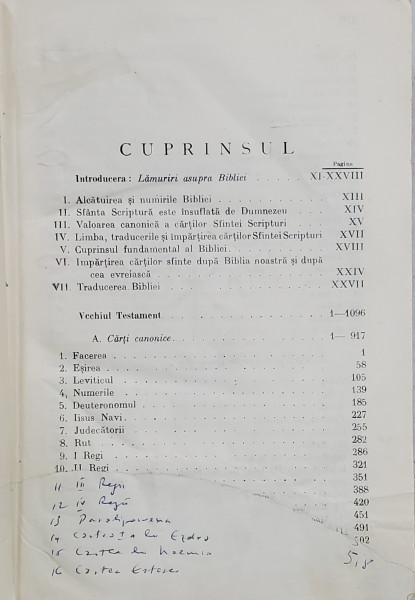 CUPRINSUL
Pagina
Introducera: Lămuriri asupra Bibliei . . . . . XI-XXVIII
I. Alcătuirea și numirile Bibliei . . . . . XIII
II. Sfânta Scriptură este insuflată de Dumnezeu . . XIV
III. Valoarea canonică a cărților Sfintei Scripturi . . XV
IV. Limba, traducerile și împărțirea cărților Sfintei Scripturi XVII
V. Cuprinsul fundamental al Bibliei . . . . XVIII
VI. Impărțirea cărților sfinte după Biblia noastră și după
cea evreiască . . . . . XXIV
VII. Traducerea Bibliei . . . . . XXVII
Vechiul Testament . . . . . 1—1096
A. Cărți canonice . . . . . 1— 917
1. Facerea . . . . . 1
2. Eșirea . . . . . 58
3. Leviticul . . . . . 105
4. Numerile . . . . . 139
5. Deuteronomul . . . . . 185
6. Iisus Navi . . . . . 227
7. Judecătorii . . . . . 255
8. Rut . . . . . 282
9. I Regi . . . . . 286
10. II Regi . . . . . 321
11 III Regi 351
12 IV Regi 388
13 Paralipomena 420
14 451
15 Cartea lui Neemia 491
16 Cartea Esterei 502
518